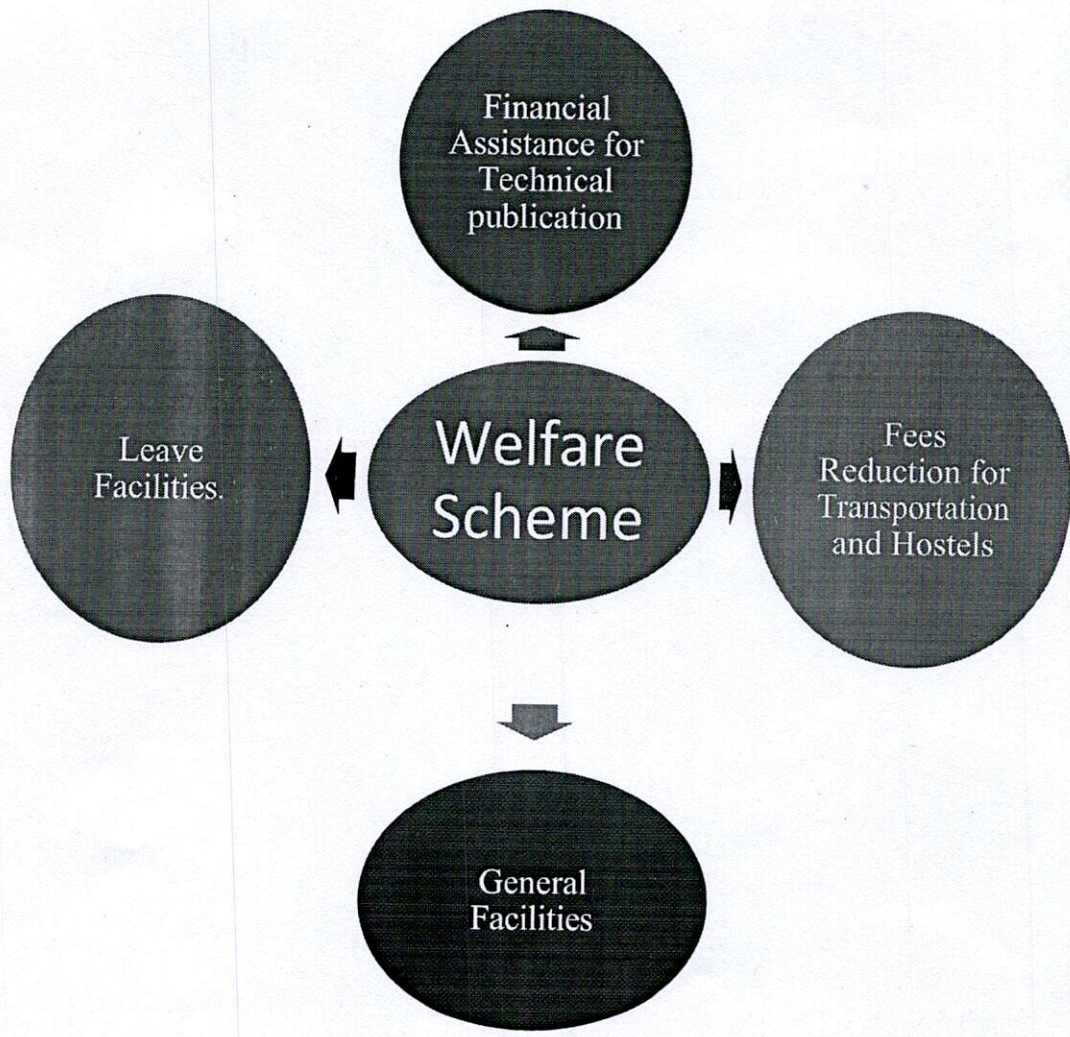 Financial
Assistance for
Technical
publication
Leave
Facilities.
Welfare
Scheme
Fees
Reduction for
Transportation
and Hostels
General
Facilities